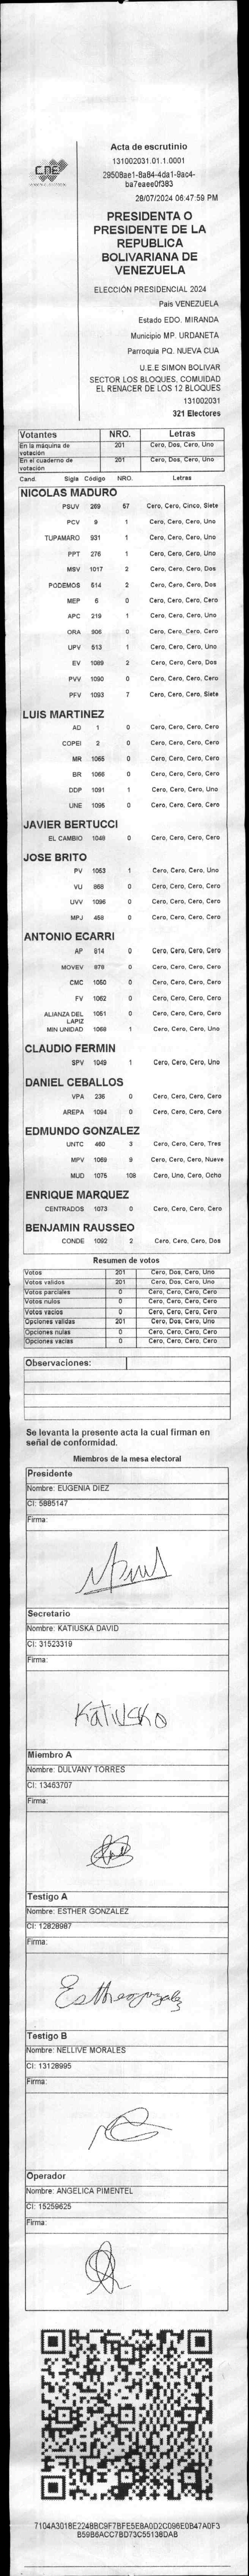 Acta de escrutinio
131002031.01.1.0001
29508ae1-8a84-4da1-9ac4-
ba7eaee0f383
28/07/2024 06:47:59 PM
CNE
PRESIDENTA O
PRESIDENTE DE LA
REPUBLICA
BOLIVARIANA DE
VENEZUELA
ELECCIÓN PRESIDENCIAL 2024
Pais VENEZUELA
Estado EDO. MIRANDA
Municipio MP. URDANETA
Parroquia PQ. NUEVA CUA
U.E.E SIMON BOLIVAR
SECTOR LOS BLOQUES, COMUIDAD
EL RENACER DE LOS 12 BLOQUES
131002031
321 Electores
Votantes NRO. Letras
En la máquina de votación 201 Cero, Dos, Cero, Uno
En el cuaderno de votación 201 Cero, Dos, Cero, Uno
Cand. Sigla Código NRO. Letras
NICOLAS MADURO
PSUV 269 57 Cero, Cero, Cinco, Siete
PCV 9 1 Cero, Cero, Cero, Uno
TUPAMARO 931 1 Cero, Cero, Cero, Uno
PPT 276 1 Cero, Cero, Cero, Uno
MSV 1017 2 Cero, Cero, Cero, Dos
PODEMOS 514 2 Cero, Cero, Cero, Dos
MEP 6 0 Cero, Cero, Cero, Cero
APC 219 1 Cero, Cero, Cero, Uno
ORA 906 0 Cero, Cero, Cero, Cero
UPV 513 1 Cero, Cero, Cero, Uno
EV 1089 2 Cero, Cero, Cero, Dos
PVV 1090 0 Cero, Cero, Cero, Cero
PFV 1093 7 Cero, Cero, Cero, Siete
LUIS MARTINEZ
AD 1 0 Cero, Cero, Cero, Cero
COPEI 2 0 Cero, Cero, Cero, Cero
MR 1065 0 Cero, Cero, Cero, Cero
BR 1066 0 Cero, Cero, Cero, Cero
DDP 1091 1 Cero, Cero, Cero, Uno
UNE 1095 0 Cero, Cero, Cero, Cero
JAVIER BERTUCCI
EL CAMBIO 1048 0 Cero, Cero, Cero, Cero
JOSE BRITO
PV 1053 1 Cero, Cero, Cero, Uno
VU 868 0 Cero, Cero, Cero, Cero
UVV 1096 0 Cero, Cero, Cero, Cero
MPJ 458 0 Cero, Cero, Cero, Cero
ANTONIO ECARRI
AP 814 0 Cero, Cero, Cero, Cero
MOVEV 878 0 Cero, Cero, Cero, Cero
CMC 1050 0 Cero, Cero, Cero, Cero
FV 1062 0 Cero, Cero, Cero, Cero
ALIANZA DEL LAPIZ 1051 0 Cero, Cero, Cero, Cero
MIN UNIDAD 1068 1 Cero, Cero, Cero, Uno
CLAUDIO FERMIN
SPV 1049 1 Cero, Cero, Cero, Uno
DANIEL CEBALLOS
VPA 236 0 Cero, Cero, Cero, Cero
AREPA 1094 0 Cero, Cero, Cero, Cero
EDMUNDO GONZALEZ
UNTC 460 3 Cero, Cero, Cero, Tres
MPV 1069 9 Cero, Cero, Cero, Nueve
MUD 1075 108 Cero, Uno, Cero, Ocho
ENRIQUE MARQUEZ
CENTRADOS 1073 0 Cero, Cero, Cero, Cero
BENJAMIN RAUSSEO
CONDE 1092 2 Cero, Cero, Cero, Dos
Resumen de votos
Votos 201 Cero, Dos, Cero, Uno
Votos validos 201 Cero, Dos, Cero, Uno
Votos parciales 0 Cero, Cero, Cero, Cero
Votos nulos 0 Cero, Cero, Cero, Cero
Votos vacios 0 Cero, Cero, Cero, Cero
Opciones validas 201 Cero, Dos, Cero, Uno
Opciones nulas 0 Cero, Cero, Cero, Cero
Opciones vacias 0 Cero, Cero, Cero, Cero
Observaciones:
Se levanta la presente acta la cual firman en
señal de conformidad.
Miembros de la mesa electoral
Presidente
Nombre: EUGENIA DIEZ
CI: 5885147
Firma:
Secretario
Nombre: KATIUSKA DAVID
CI: 31523319
Firma:
Katiuska
Miembro A
Nombre: DULVANY TORRES
CI: 13463707
Firma:
Testigo A
Nombre: ESTHER GONZALEZ
CI: 12828987
Firma:
Esthergonzalez
Testigo B
Nombre: NELLIVE MORALES
CI: 13128995
Firma:
Operador
Nombre: ANGELICA PIMENTEL
CI: 15259625
Firma:
7104A3018E2248BC9F7BFE5E8A0D2C096E0B47A0F3
B59B6ACC7BD73C55138DAB